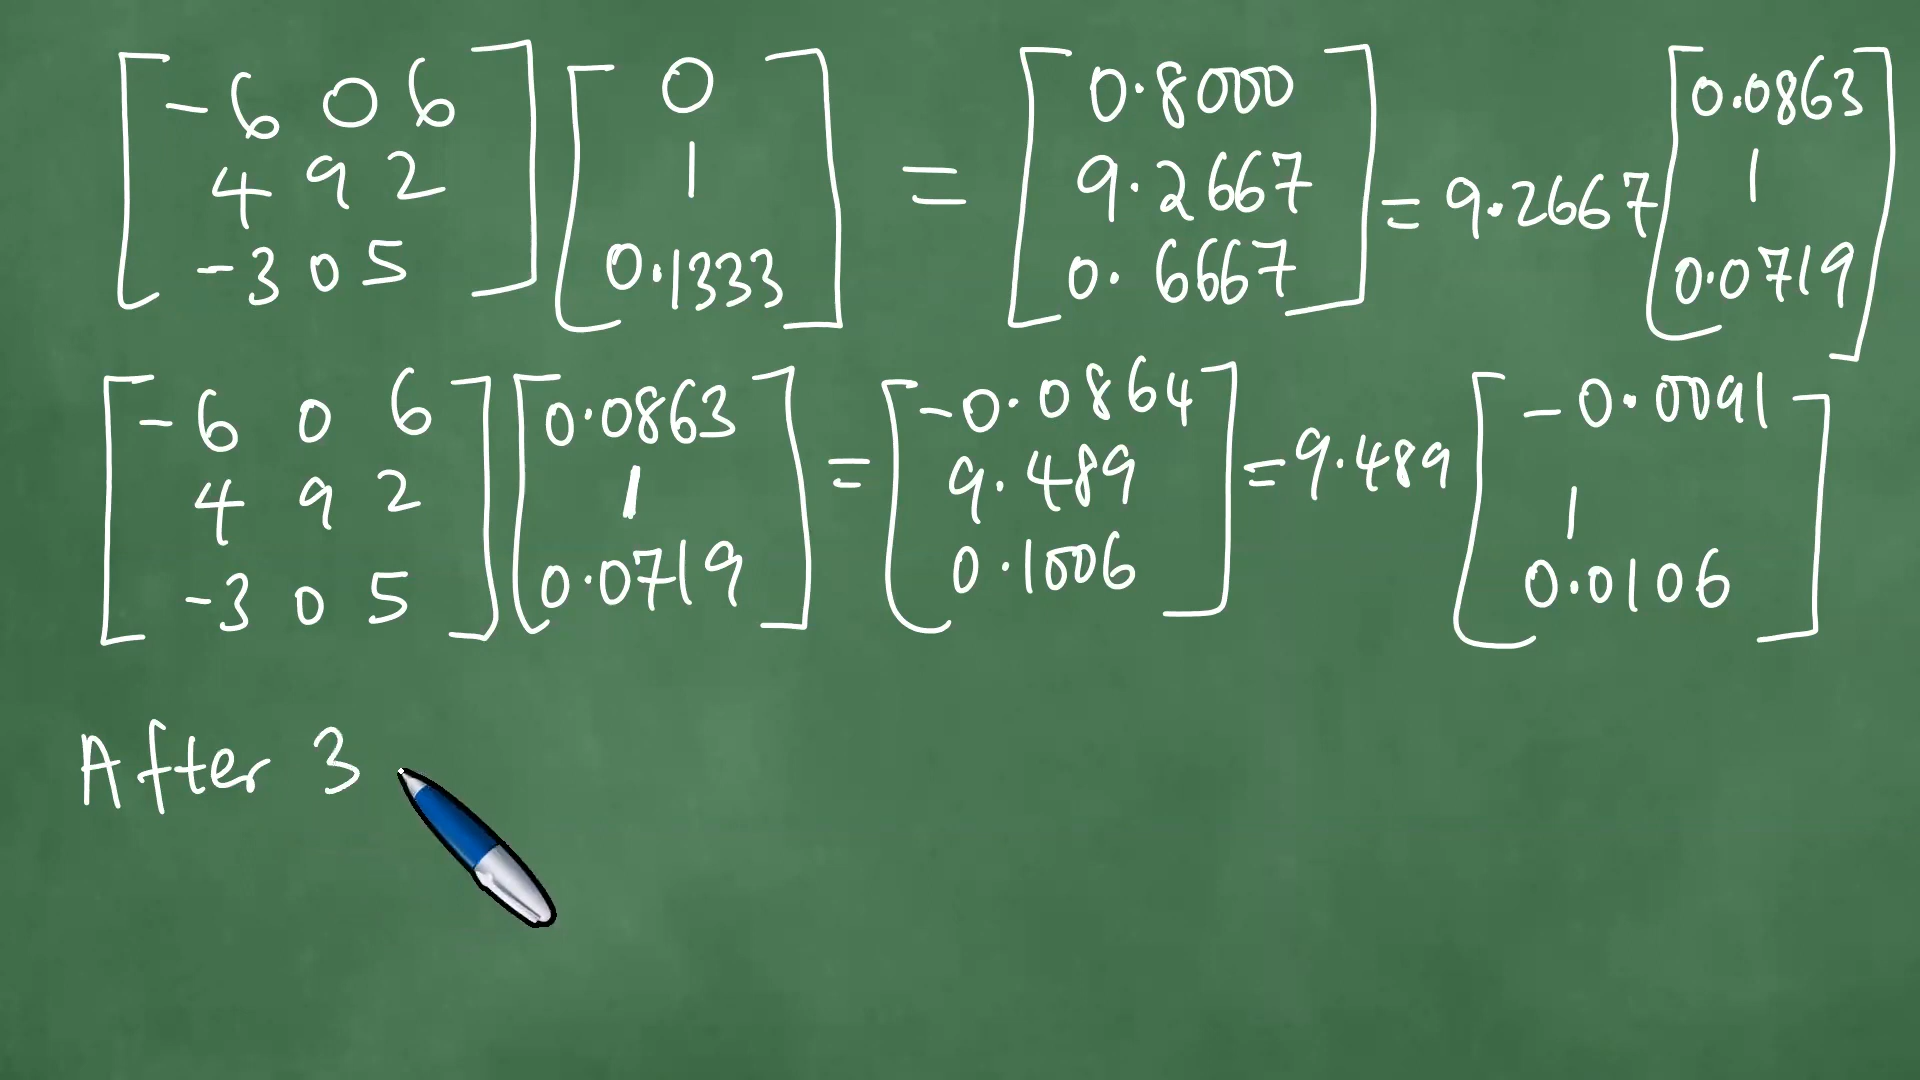 [-6 0 6] [0] = [0.8000] = 9.2667 [0.0863]
[4 9 2] [1] [9.2667] [1]
[-3 0 5] [0.1333] [0.6667] [0.0719]
[-6 0 6] [0.0863] = [-0.0864] = 9.489 [-0.0091]
[4 9 2] [1] [9.489] [1]
[-3 0 5] [0.0719] [0.1006] [0.0106]
After 3